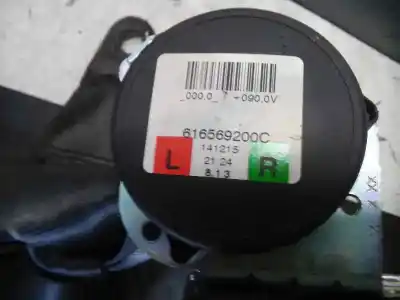 _000.0_7 -090.0V
616569200C
141215
21 24
8.13
L
R